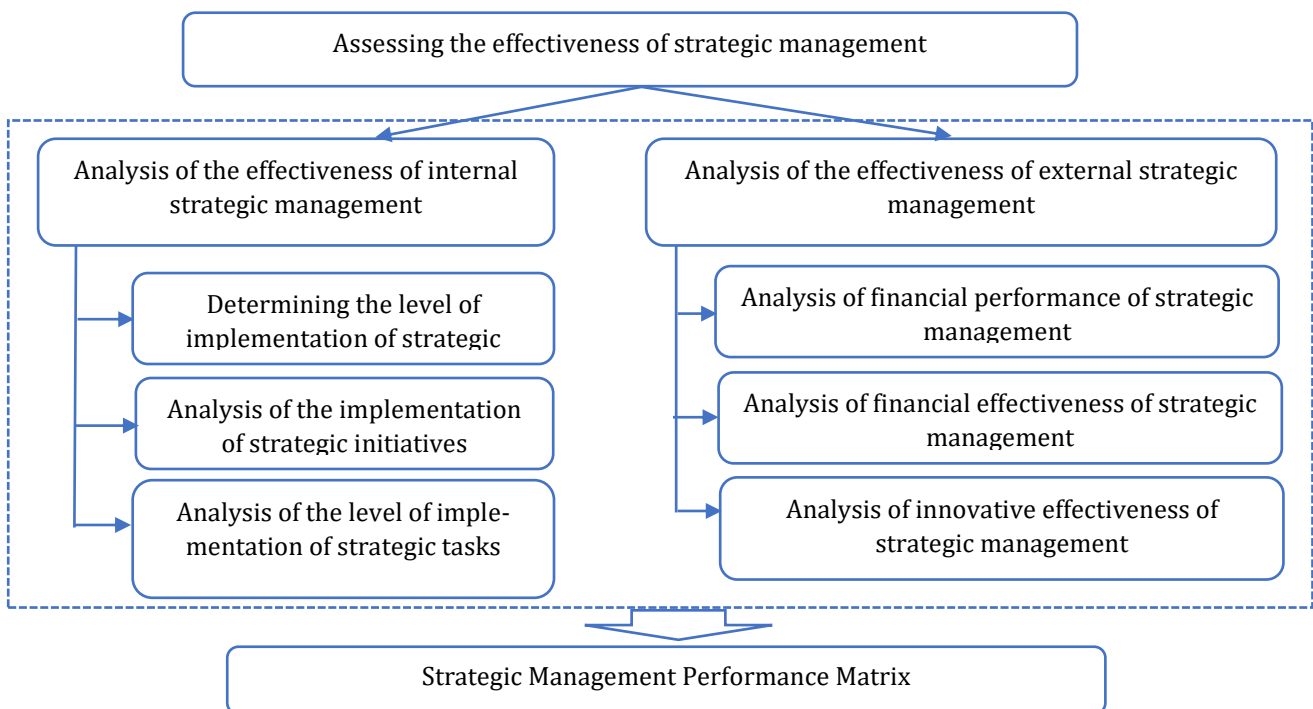 Assessing the effectiveness of strategic management
Analysis of the effectiveness of internal
strategic management
Determining the level of
implementation of strategic
Analysis of the implementation
of strategic initiatives
Analysis of the level of imple-
mentation of strategic tasks
Analysis of the effectiveness of external strategic
management
Analysis of financial performance of strategic
management
Analysis of financial effectiveness of strategic
management
Analysis of innovative effectiveness of
strategic management
Strategic Management Performance Matrix